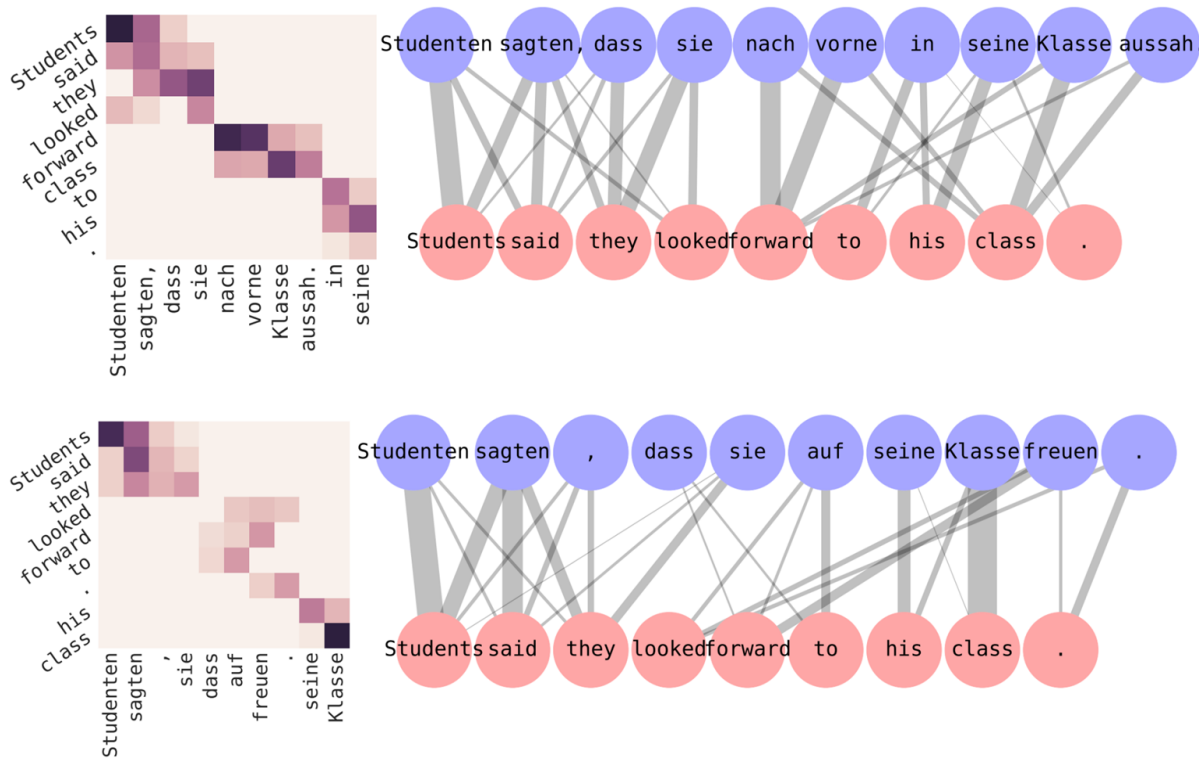 Students
said
they
looked
forward
class
to
his
.
Studenten
sagten,
dass
sie
nach
vorne
Klasse
aussah.
in
seine
Studenten sagten, dass sie nach vorne in seine Klasse aussah
Students said they looked forward to his class .
Students
said
they
looked
forward
to
.
his
class
Studenten
sagten
,
sie
dass
auf
freuen
.
seine
Klasse
Studenten sagten , dass sie auf seine Klasse freuen .
Students said they looked forward to his class .